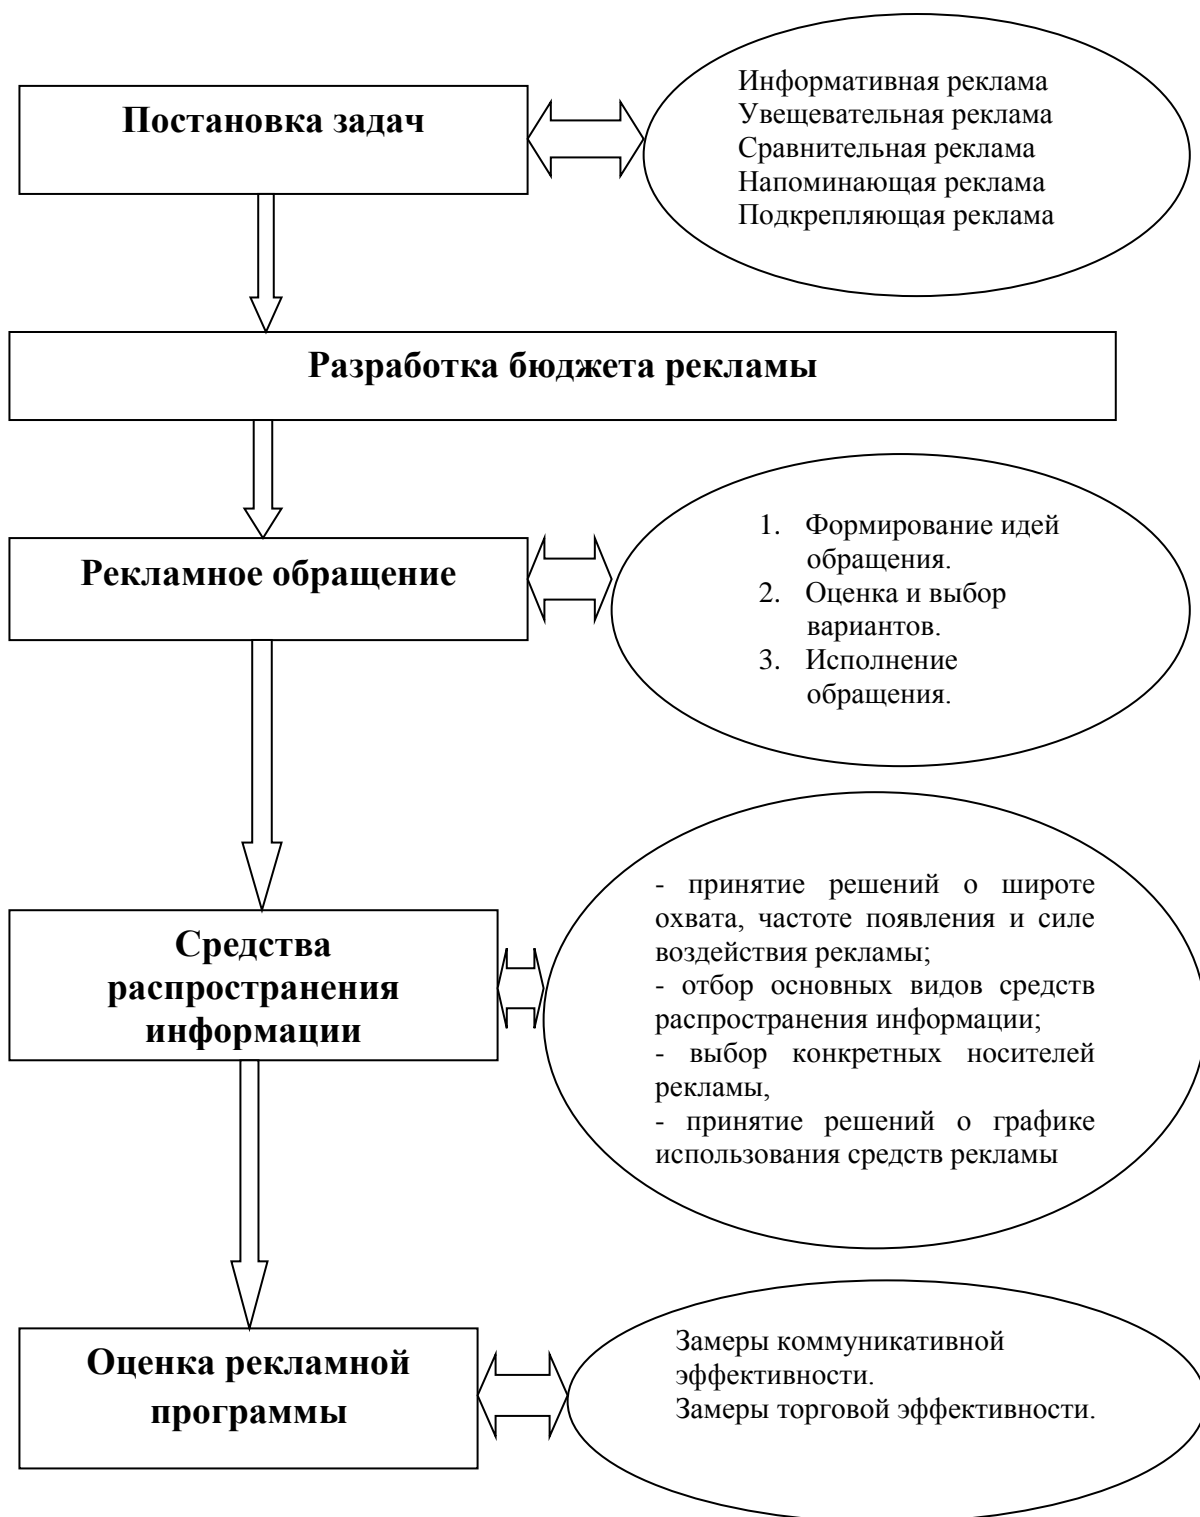 Постановка задач
Информативная реклама
Увещевательная реклама
Сравнительная реклама
Напоминающая реклама
Подкрепляющая реклама
Разработка бюджета рекламы
Рекламное обращение
1. Формирование идей
обращения.
2. Оценка и выбор
вариантов.
3. Исполнение
обращения.
Средства
распространения
информации
- принятие решений о широте
охвата, частоте появления и силе
воздействия рекламы;
- отбор основных видов средств
распространения информации;
- выбор конкретных носителей
рекламы,
- принятие решений о графике
использования средств рекламы
Оценка рекламной
программы
Замеры коммуникативной
эффективности.
Замеры торговой эффективности.